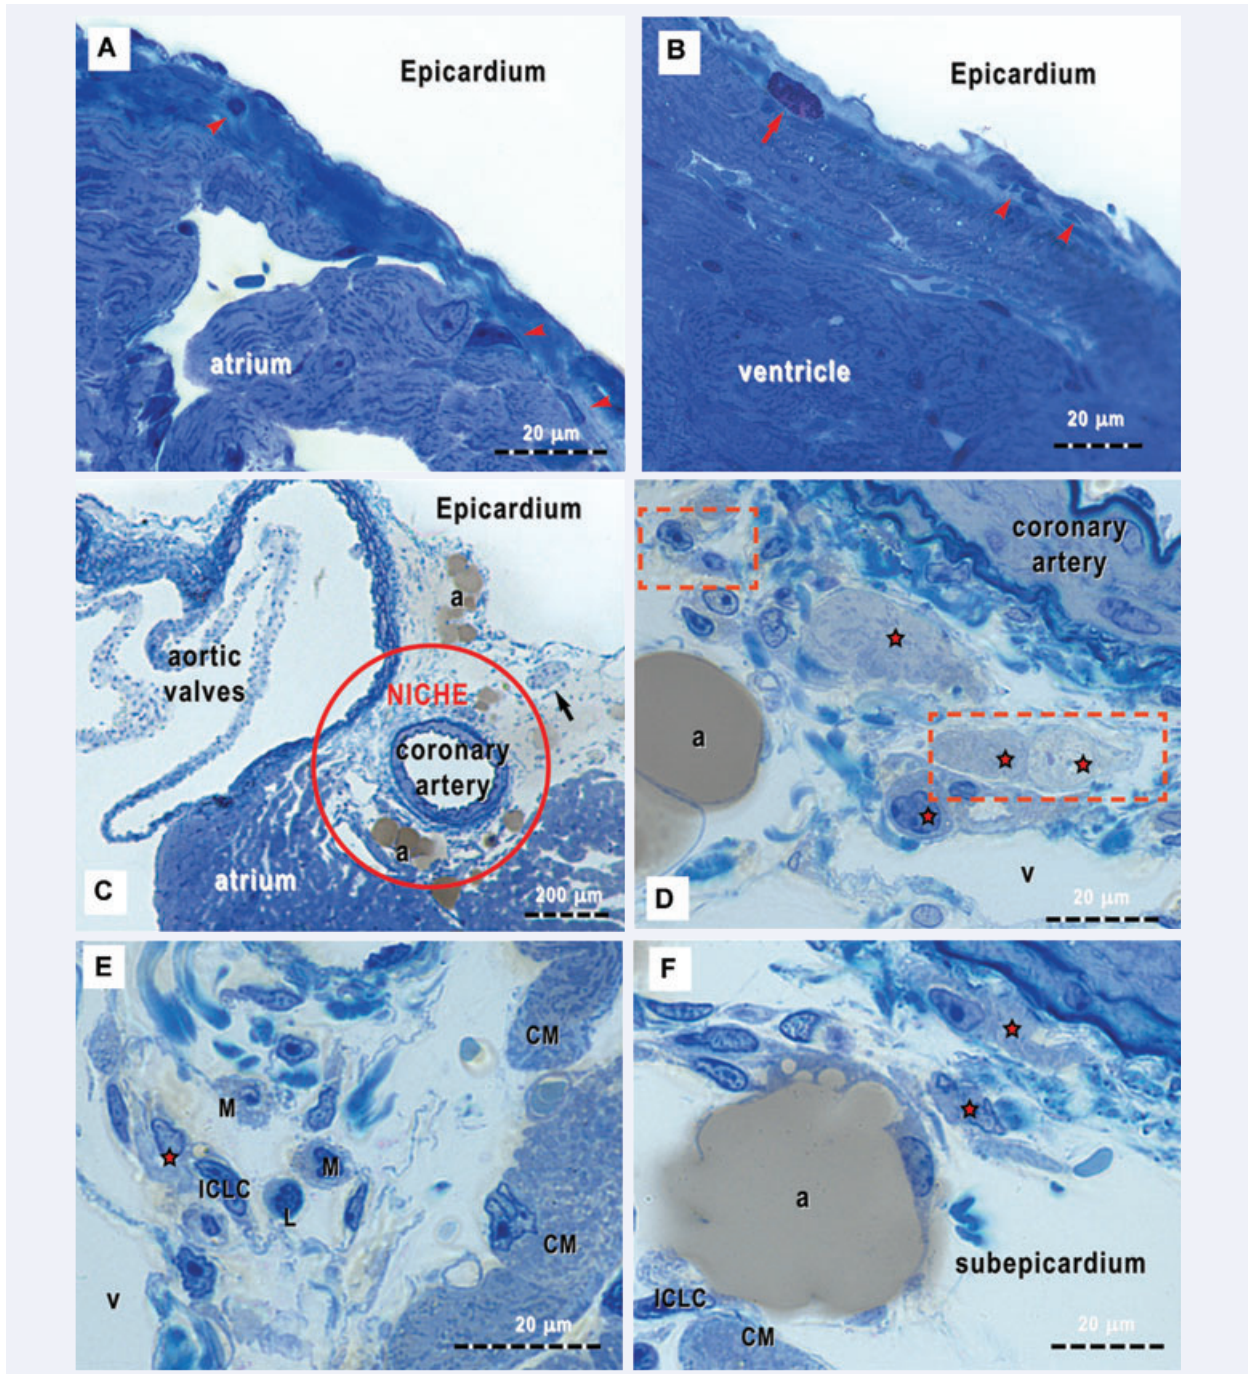 A
Epicardium
atrium
20 μm
B
Epicardium
ventricle
20 μm
Epicardium
a
aortic
valves
NICHE
coronary
artery
a
atrium
C
200 μm
coronary
artery
a
v
D
20 μm
E
CM
M
M
ICLC
L
CM
v
20 μm
F
a
subepicardium
ICLC
CM
20 μm